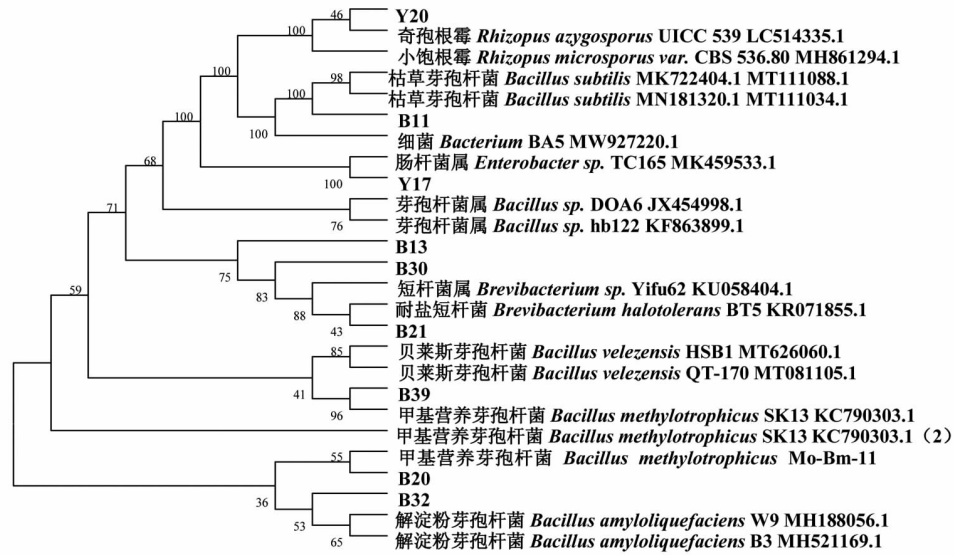 46
Y20
100
奇孢根霉 Rhizopus azygosporus UICC 539 LC514335.1
小饱根霉 Rhizopus microsporus var. CBS 536.80 MH861294.1
100
98
枯草芽孢杆菌 Bacillus subtilis MK722404.1 MT111088.1
100
枯草芽孢杆菌 Bacillus subtilis MN181320.1 MT111034.1
100
B11
100
细菌 Bacterium BA5 MW927220.1
68
肠杆菌属 Enterobacter sp. TC165 MK459533.1
100
Y17
芽孢杆菌属 Bacillus sp. DOA6 JX454998.1
71
76
芽孢杆菌属 Bacillus sp. hb122 KF863899.1
B13
75
B30
59
83
短杆菌属 Brevibacterium sp. Yifu62 KU058404.1
88
耐盐短杆菌 Brevibacterium halotolerans BT5 KR071855.1
43
B21
85
贝莱斯芽孢杆菌 Bacillus velezensis HSB1 MT626060.1
贝莱斯芽孢杆菌 Bacillus velezensis QT-170 MT081105.1
41
B39
96
甲基营养芽孢杆菌 Bacillus methylotrophicus SK13 KC790303.1
甲基营养芽孢杆菌 Bacillus methylotrophicus SK13 KC790303.1（2）
55
甲基营养芽孢杆菌 Bacillus methylotrophicus Mo-Bm-11
B20
36
B32
53
解淀粉芽孢杆菌 Bacillus amyloliquefaciens W9 MH188056.1
65
解淀粉芽孢杆菌 Bacillus amyloliquefaciens B3 MH521169.1